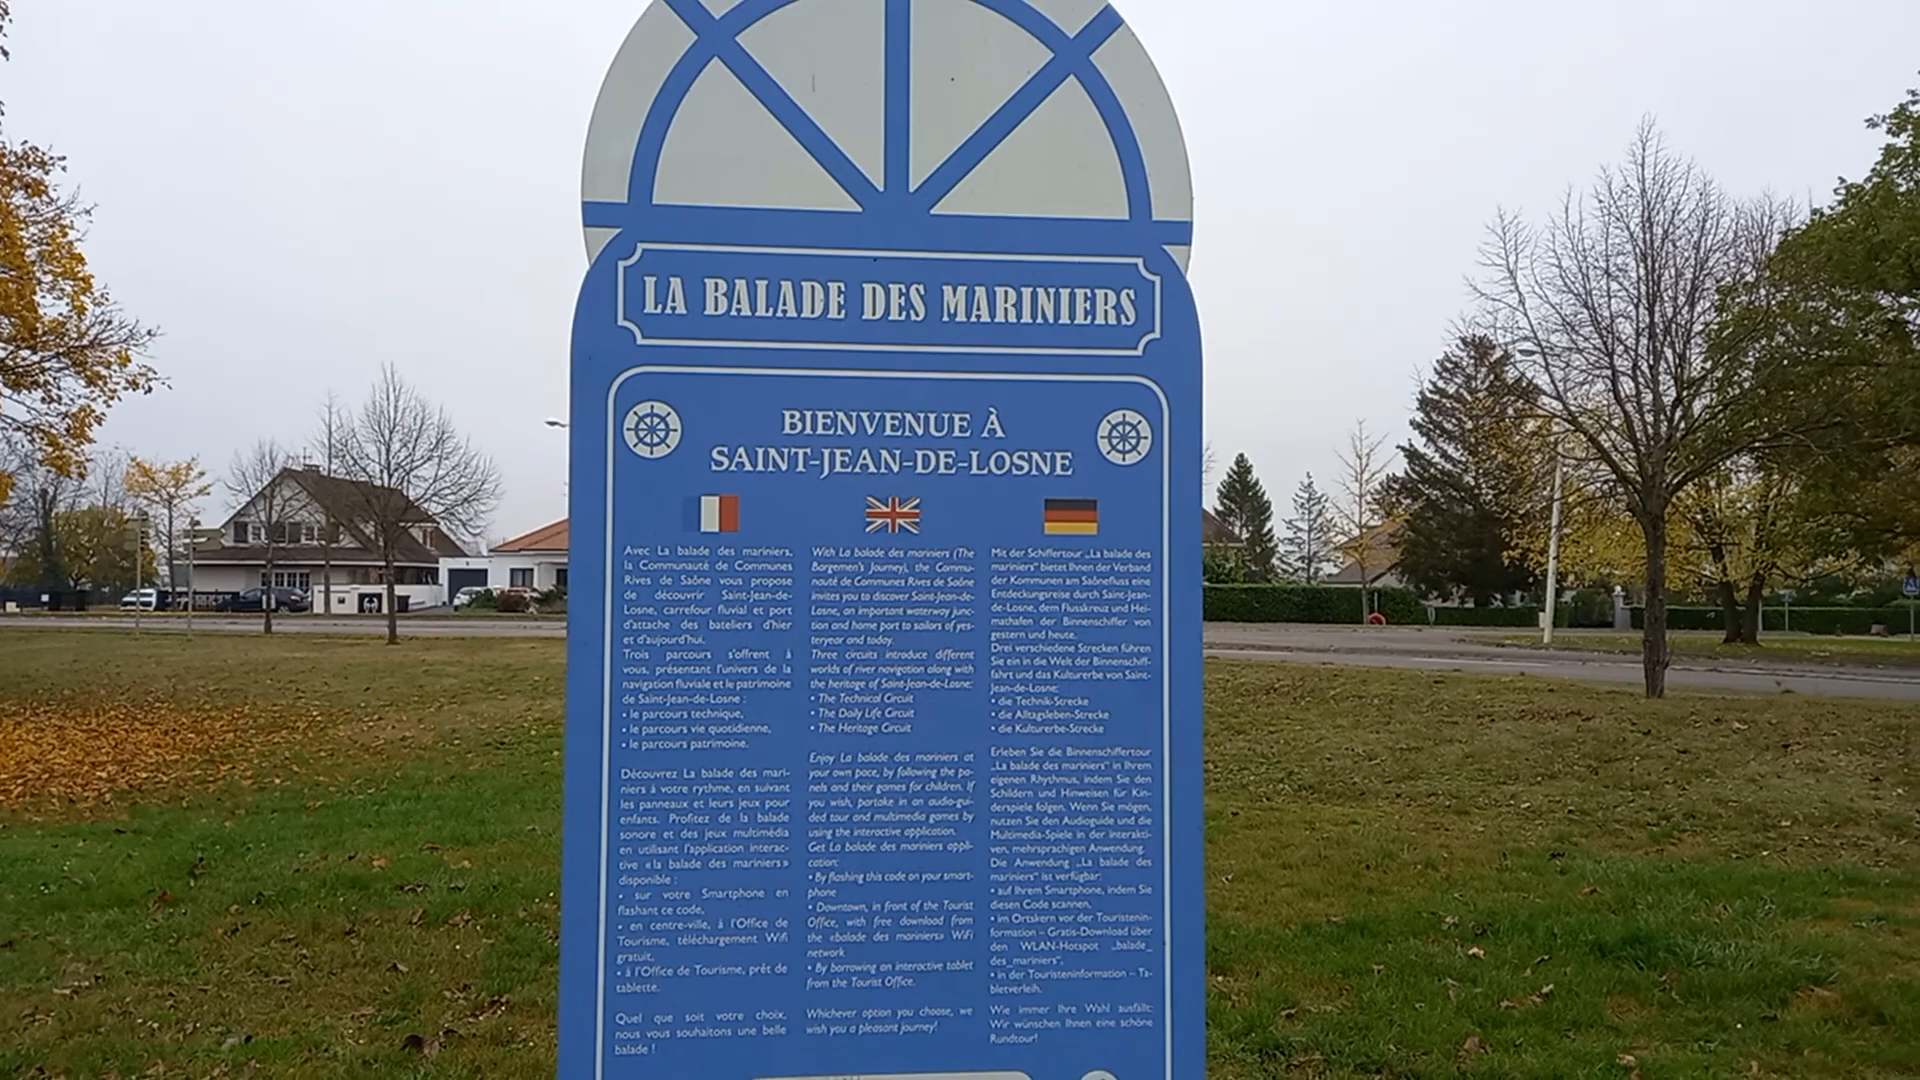 LA BALADE DES MARINIERS
BIENVENUE À
SAINT-JEAN-DE-LOSNE
Avec La balade des mariniers,
la Communauté de Communes
Rives de Saône vous propose
de découvrir Saint-Jean-de-
Losne, carrefour fluvial et port
d'attache des bateliers d'hier
et d'aujourd'hui.
Trois parcours s'offrent à
vous, présentant l'univers de la
navigation fluviale et le patrimoine
de Saint-Jean-de-Losne :
• le parcours technique,
• le parcours vie quotidienne,
• le parcours patrimoine.
Découvrez La balade des mari-
niers à votre rythme, en suivant
les panneaux et leurs jeux pour
enfants. Profitez de la balade
sonore et des jeux multimédia
en utilisant l'application interac-
tive «la balade des mariniers»
disponible :
• sur votre Smartphone en
flashant ce code,
• en centre-ville, à l'Office de
Tourisme, téléchargement Wifi
gratuit,
• à l'Office de Tourisme, prêt de
tablette.
Quel que soit votre choix,
nous vous souhaitons une belle
balade !
With La balade des mariniers (The
Bargemen's Journey), the Commu-
nauté de Communes Rives de Saône
invites you to discover Saint-Jean-de-
Losne, an important waterway junc-
tion and home port to sailors of yes-
teryear and today.
Three circuits introduce different
worlds of river navigation along with
the heritage of Saint-Jean-de-Losne:
• The Technical Circuit
• The Daily Life Circuit
• The Heritage Circuit
Enjoy La balade des mariniers at
your own pace, by following the pa-
nels and their games for children. If
you wish, partake in an audio-gui-
ded tour and multimedia games by
using the interactive application.
Get La balade des mariniers appli-
cation:
• By flashing this code on your smart-
phone
• Downtown, in front of the Tourist
Office, with free download from
the «balade des mariniers» WiFi
network
• By borrowing an interactive tablet
from the Tourist Office.
Whichever option you choose, we
wish you a pleasant journey!
Mit der Schiffertour „La balade des
mariniers" bietet Ihnen der Verband
der Kommunen am Saônefluss eine
Entdeckungsreise durch Saint-Jean-
de-Losne, dem Flusskreuz und Hei-
mathafen der Binnenschiffer von
gestern und heute.
Drei verschiedene Strecken führen
Sie ein in die Welt der Binnenschiff-
fahrt und das Kulturerbe von Saint-
Jean-de-Losne:
• die Technik-Strecke
• die Alltagsleben-Strecke
• die Kulturerbe-Strecke
Erleben Sie die Binnenschiffertour
„La balade des mariniers" in Ihrem
eigenen Rhythmus, indem Sie den
Schildern und Hinweisen für Kin-
derspiele folgen. Wenn Sie mögen,
nutzen Sie den Audioguide und die
Multimedia-Spiele in der interakti-
ven, mehrsprachigen Anwendung.
Die Anwendung „La balade des
mariniers" ist verfügbar:
• auf Ihrem Smartphone, indem Sie
diesen Code scannen,
• im Ortskern vor der Touristenin-
formation – Gratis-Download über
den WLAN-Hotspot „balade_
des_mariniers",
• in der Touristeninformation – Ta-
bletverleih.
Wie immer Ihre Wahl ausfällt:
Wir wünschen Ihnen eine schöne
Rundtour!